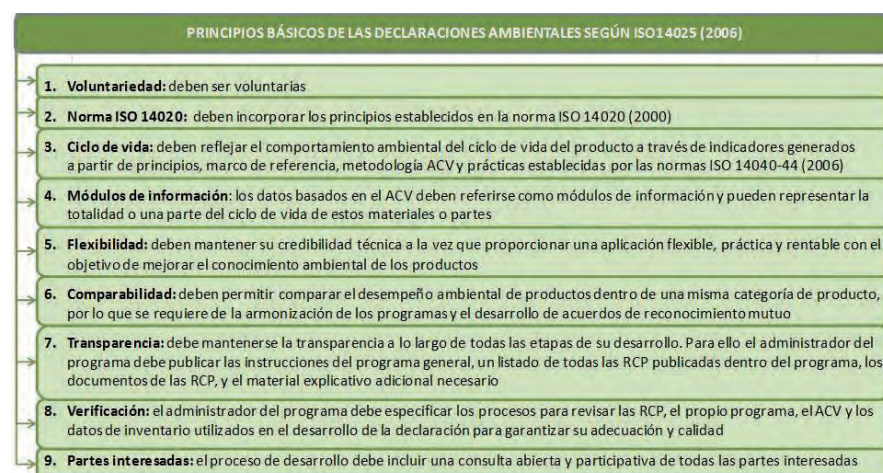 PRINCIPIOS BÁSICOS DE LAS DECLARACIONES AMBIENTALES SEGÚN ISO14025 (2006)
1. Voluntariedad: deben ser voluntarias
2. Norma ISO 14020: deben incorporar los principios establecidos en la norma ISO 14020 (2000)
3. Ciclo de vida: deben reflejar el comportamiento ambiental del ciclo de vida del producto a través de indicadores generados
a partir de principios, marco de referencia, metodología ACV y prácticas establecidas por las normas ISO 14040-44 (2006)
4. Módulos de información: los datos basados en el ACV deben referirse como módulos de información y pueden representar la
totalidad o una parte del ciclo de vida de estos materiales o partes
5. Flexibilidad: deben mantener su credibilidad técnica a la vez que proporcionar una aplicación flexible, práctica y rentable con el
objetivo de mejorar el conocimiento ambiental de los productos
6. Comparabilidad: deben permitir comparar el desempeño ambiental de productos dentro de una misma categoría de producto,
por lo que se requiere de la armonización de los programas y el desarrollo de acuerdos de reconocimiento mutuo
7. Transparencia: debe mantenerse la transparencia a lo largo de todas las etapas de su desarrollo. Para ello el administrador del
programa debe publicar las instrucciones del programa general, un listado de todas las RCP publicadas dentro del programa, los
documentos de las RCP, y el material explicativo adicional necesario
8. Verificación: el administrador del programa debe especificar los procesos para revisar las RCP, el propio programa, el ACV y los
datos de inventario utilizados en el desarrollo de la declaración para garantizar su adecuación y calidad
9. Partes interesadas: el proceso de desarrollo debe incluir una consulta abierta y participativa de todas las partes interesadas